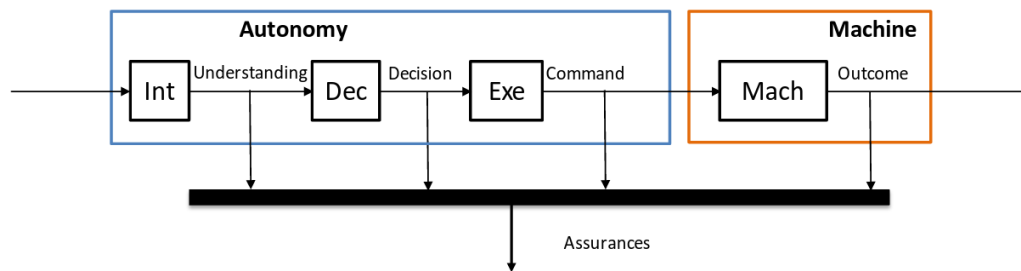 Autonomy
Machine
Int
Understanding
Dec
Decision
Exe
Command
Mach
Outcome
Assurances